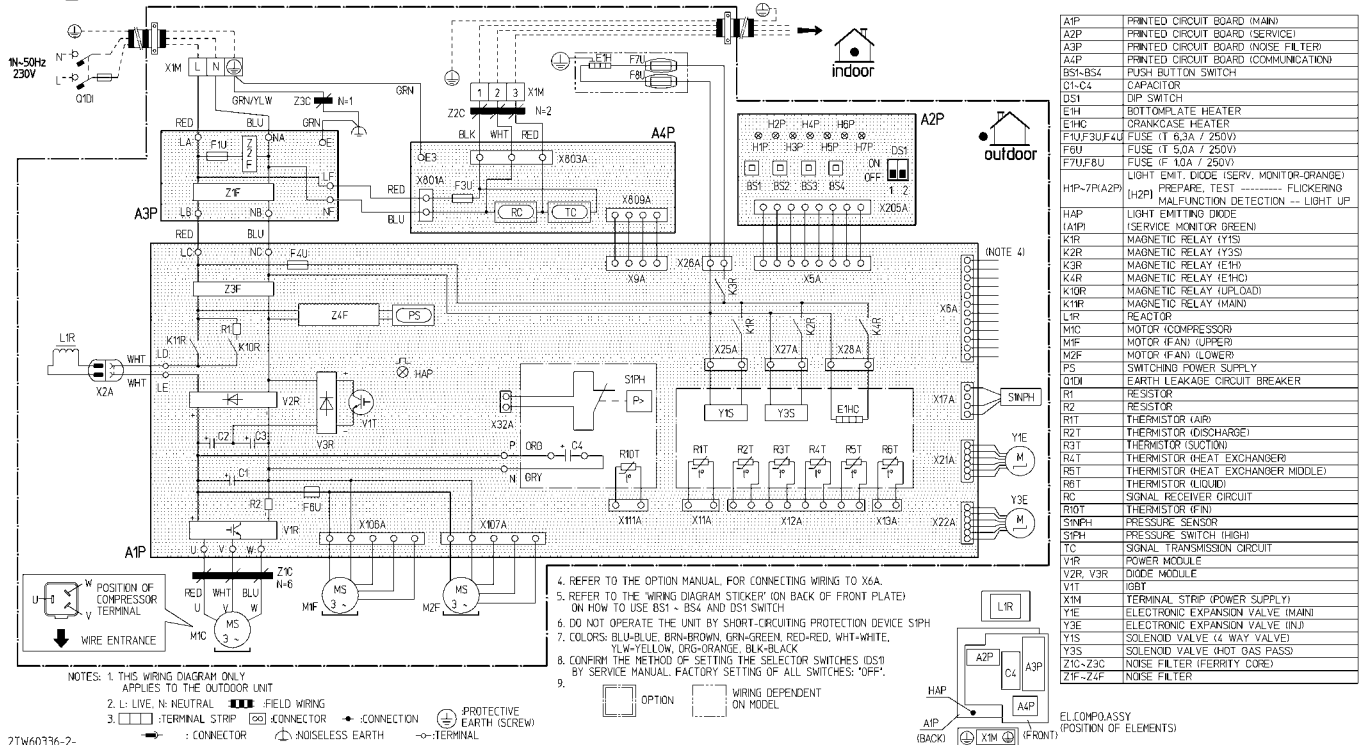 1N~50Hz
230V
N
L
Q1DI
X1M
L N
GRN/YLW
Z3C N=1
GRN
GRN
RED BLU
LA NA E
F1U
Z2F
Z1F
LF
NF
A3P
LB NB
RED BLU
RED
BLU
E1H F7U
F8U
indoor
outdoor
1 2 3 X1M
Z2C N=2
BLK WHT RED
A4P
E3
X803A
X801A
F3U
RC TC
X809A
A2P
H2P H4P H6P
H1P H3P H5P H7P
DS1
ON
OFF
1 2
BS1 BS2 BS3 BS4
X205A
LC NC
F4U
Z3F
Z4F PS
X9A X26A X5A
(NOTE 4)
X6A
K3R
K1R K2R K4R
X25A X27A X28A
Y1S Y3S E1HC
R1
K11R K10R
L1R
X2A
WHT LD
WHT LE
HAP
V2R
V3R
V1T
C2 C3
C1
R2
F6U
V1R
X32A
S1PH
P>
P ORG C4
N GRY
R10T
X111A
R1T R2T R3T R4T R5T R6T
X11A X12A X13A
X17A S1NPH
X21A Y1E
M
X22A Y3E
M
X106A X107A
A1P
U V W
Z1C
N=6
RED WHT BLU
U V W
M1C
MS
3 ~
M1F
MS
3 ~
M2F
MS
3 ~
W
U
V
POSITION OF
COMPRESSOR
TERMINAL
WIRE ENTRANCE
NOTES: 1. THIS WIRING DIAGRAM ONLY
APPLIES TO THE OUTDOOR UNIT
2. L: LIVE, N: NEUTRAL :FIELD WIRING
3. :TERMINAL STRIP :CONNECTOR :CONNECTION :PROTECTIVE
EARTH (SCREW)
: CONNECTOR :NOISELESS EARTH :TERMINAL
2TW60336-2-
4. REFER TO THE OPTION MANUAL, FOR CONNECTING WIRING TO X6A.
5. REFER TO THE 'WIRING DIAGRAM STICKER' (ON BACK OF FRONT PLATE)
ON HOW TO USE BS1 ~ BS4 AND DS1 SWITCH
6. DO NOT OPERATE THE UNIT BY SHORT-CIRCUITING PROTECTION DEVICE S1PH
7. COLORS: BLU-BLUE, BRN-BROWN, GRN-GREEN, RED-RED, WHT-WHITE,
YLW-YELLOW, ORG-ORANGE, BLK-BLACK
8. CONFIRM THE METHOD OF SETTING THE SELECTOR SWITCHES (DS1)
BY SERVICE MANUAL. FACTORY SETTING OF ALL SWITCHES: "OFF".
9.
OPTION
WIRING DEPENDENT
ON MODEL
L1R
A2P
C4
A3P
A4P
HAP
A1P
(BACK)
X1M
(FRONT)
EL.COMPO.ASSY
(POSITION OF ELEMENTS)
A1P PRINTED CIRCUIT BOARD (MAIN)
A2P PRINTED CIRCUIT BOARD (SERVICE)
A3P PRINTED CIRCUIT BOARD (NOISE FILTER)
A4P PRINTED CIRCUIT BOARD (COMMUNICATION)
BS1~BS4 PUSH BUTTON SWITCH
C1~C4 CAPACITOR
DS1 DIP SWITCH
E1H BOTTOMPLATE HEATER
E1HC CRANKCASE HEATER
F1U,F3U,F4U FUSE (T 6,3A / 250V)
F6U FUSE (T 5,0A / 250V)
F7U,F8U FUSE (F 1,0A / 250V)
H1P~7P(A2P) LIGHT EMIT. DIODE (SERV. MONITOR-ORANGE)
[H2P] PREPARE, TEST -------- FLICKERING
MALFUNCTION DETECTION -- LIGHT UP
HAP LIGHT EMITTING DIODE
(A1P) (SERVICE MONITOR GREEN)
K1R MAGNETIC RELAY (Y1S)
K2R MAGNETIC RELAY (Y3S)
K3R MAGNETIC RELAY (E1H)
K4R MAGNETIC RELAY (E1HC)
K10R MAGNETIC RELAY (UPLOAD)
K11R MAGNETIC RELAY (MAIN)
L1R REACTOR
M1C MOTOR (COMPRESSOR)
M1F MOTOR (FAN) (UPPER)
M2F MOTOR (FAN) (LOWER)
PS SWITCHING POWER SUPPLY
Q1DI EARTH LEAKAGE CIRCUIT BREAKER
R1 RESISTOR
R2 RESISTOR
R1T THERMISTOR (AIR)
R2T THERMISTOR (DISCHARGE)
R3T THERMISTOR (SUCTION)
R4T THERMISTOR (HEAT EXCHANGER)
R5T THERMISTOR (HEAT EXCHANGER MIDDLE)
R6T THERMISTOR (LIQUID)
RC SIGNAL RECEIVER CIRCUIT
R10T THERMISTOR (FIN)
S1NPH PRESSURE SENSOR
S1PH PRESSURE SWITCH (HIGH)
TC SIGNAL TRANSMISSION CIRCUIT
V1R POWER MODULE
V2R, V3R DIODE MODULE
V1T IGBT
X1M TERMINAL STRIP (POWER SUPPLY)
Y1E ELECTRONIC EXPANSION VALVE (MAIN)
Y3E ELECTRONIC EXPANSION VALVE (INJ)
Y1S SOLENOID VALVE (4 WAY VALVE)
Y3S SOLENOID VALVE (HOT GAS PASS)
Z1C~Z3C NOISE FILTER (FERRITY CORE)
Z1F~Z4F NOISE FILTER